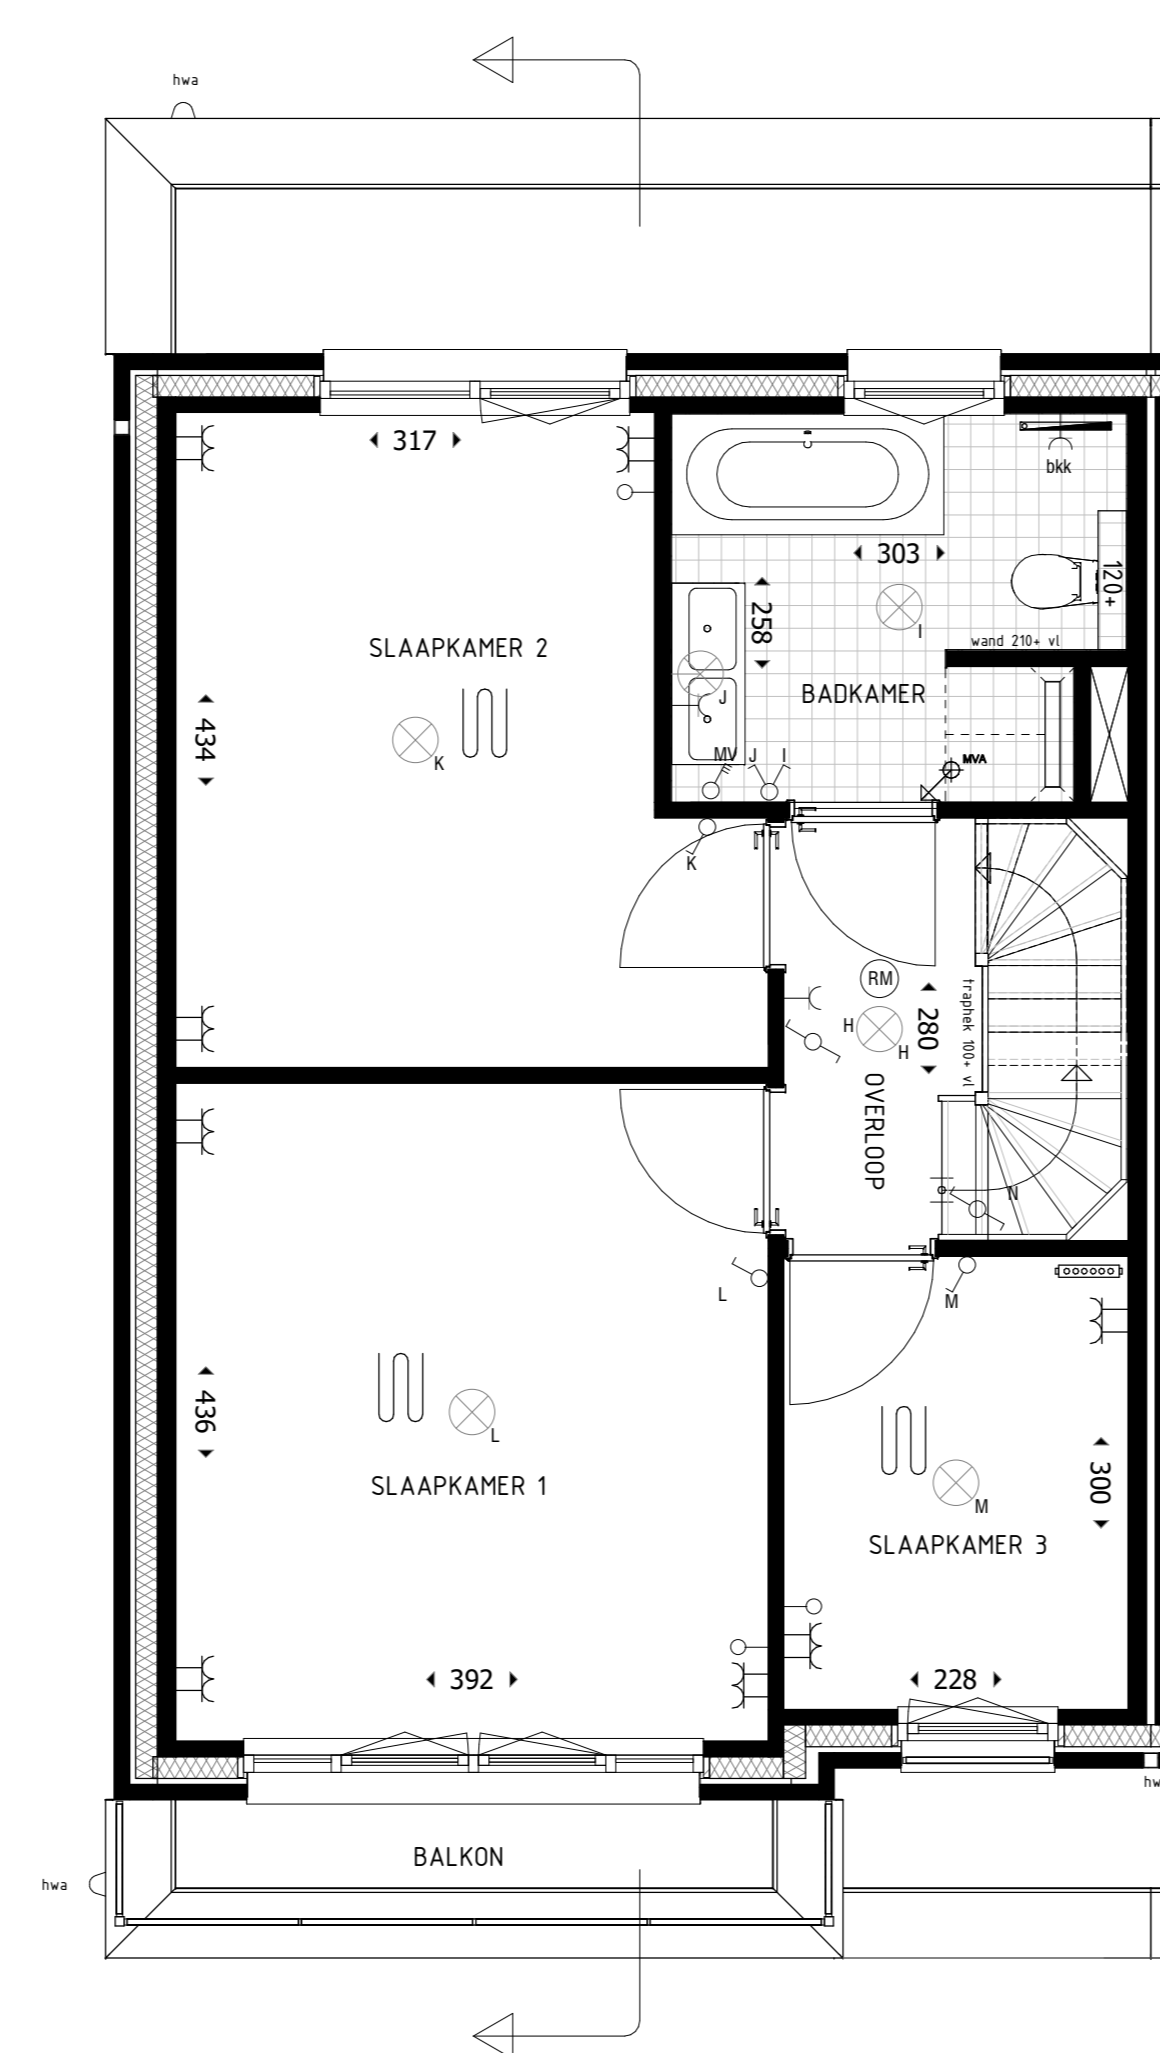 hwa
317
bkk
303
120+
258
I
wand 210+ vl
SLAAPKAMER 2
BADKAMER
J
434
K
MV J I
MVA
K
RM
280
traphek 100+ vl
H
H
OVERLOOP
N
L
M
436
L
300
SLAAPKAMER 1
M
SLAAPKAMER 3
392
228
hw
BALKON
hwa